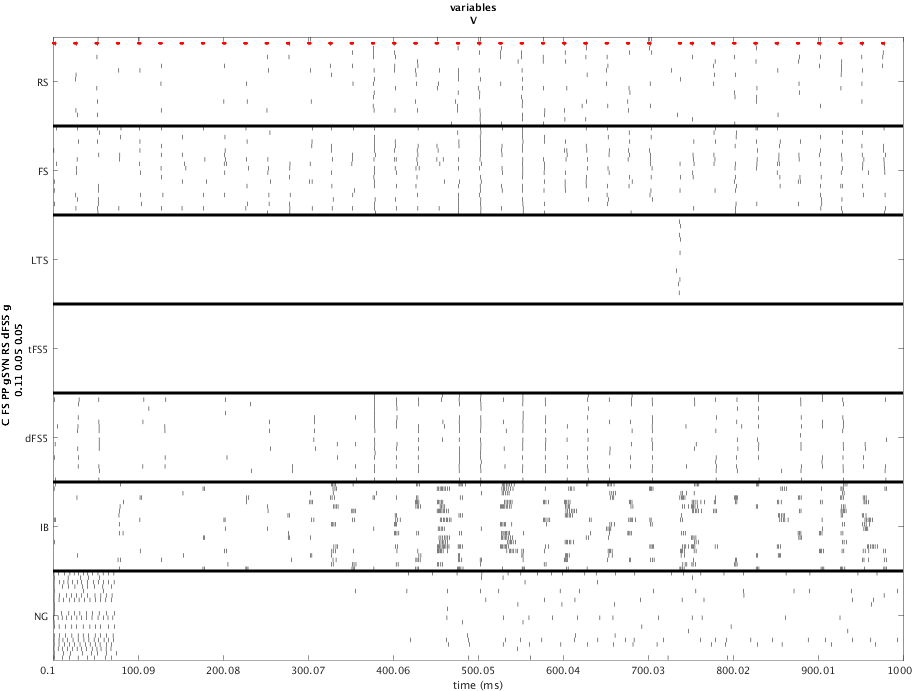 variables
V
RS
FS
LTS
tFS5
dFS5
IB
NG
C FS PP gSYN RS dFS5 g
0.11 0.05 0.05
0.1 100.09 200.08 300.07 400.06 500.05 600.04 700.03 800.02 900.01 1000
time (ms)